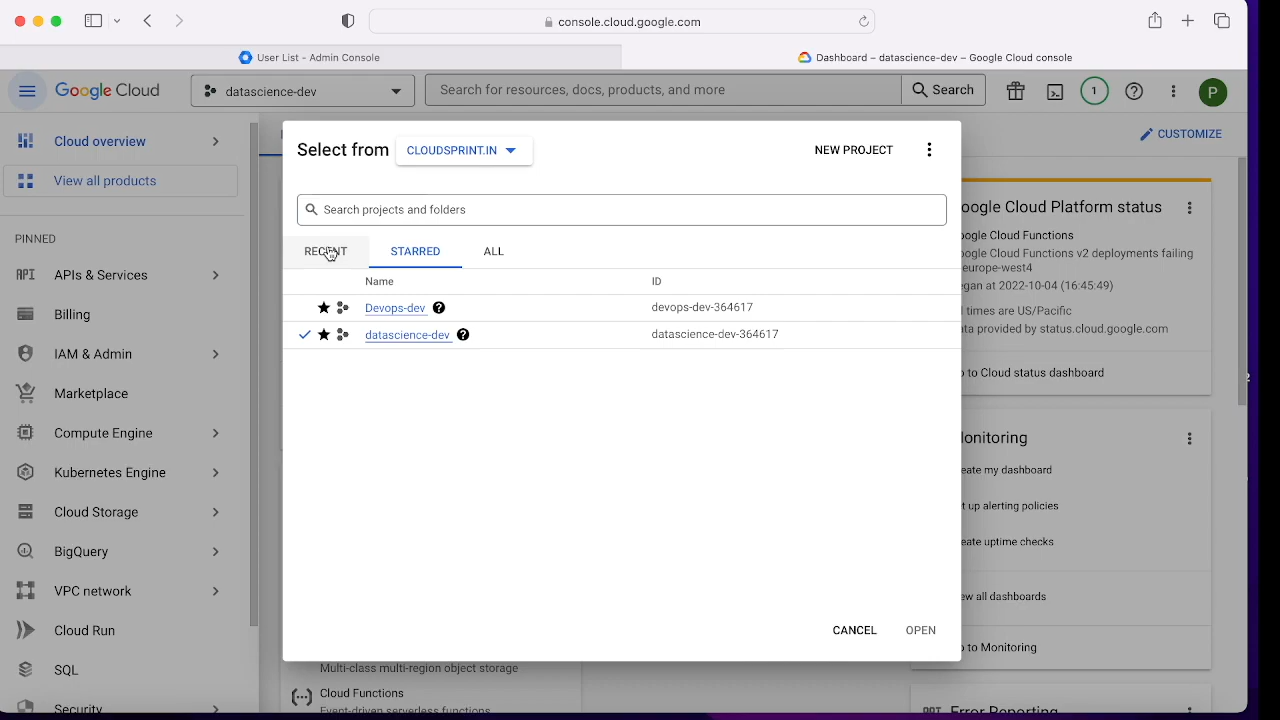 console.cloud.google.com
User List - Admin Console
Dashboard – datascience-dev – Google Cloud console
Google Cloud
datascience-dev
Search for resources, docs, products, and more
Search
1
P
Cloud overview
View all products
PINNED
APIs & Services
Billing
IAM & Admin
Marketplace
Compute Engine
Kubernetes Engine
Cloud Storage
BigQuery
VPC network
Cloud Run
SQL
Security
CUSTOMIZE
Select from
CLOUDSPRINT.IN
NEW PROJECT
Search projects and folders
RECENT
STARRED
ALL
Name
ID
Devops-dev
devops-dev-364617
datascience-dev
datascience-dev-364617
CANCEL
OPEN
oogle Cloud Platform status
oogle Cloud Functions
oogle Cloud Functions v2 deployments failing
europe-west4
gan at 2022-10-04 (16:45:49)
times are US/Pacific
ta provided by status.cloud.google.com
to Cloud status dashboard
onitoring
eate my dashboard
t up alerting policies
eate uptime checks
ew all dashboards
to Monitoring
Error Reporting
Multi-class multi-region object storage
Cloud Functions
Event-driven serverless functions